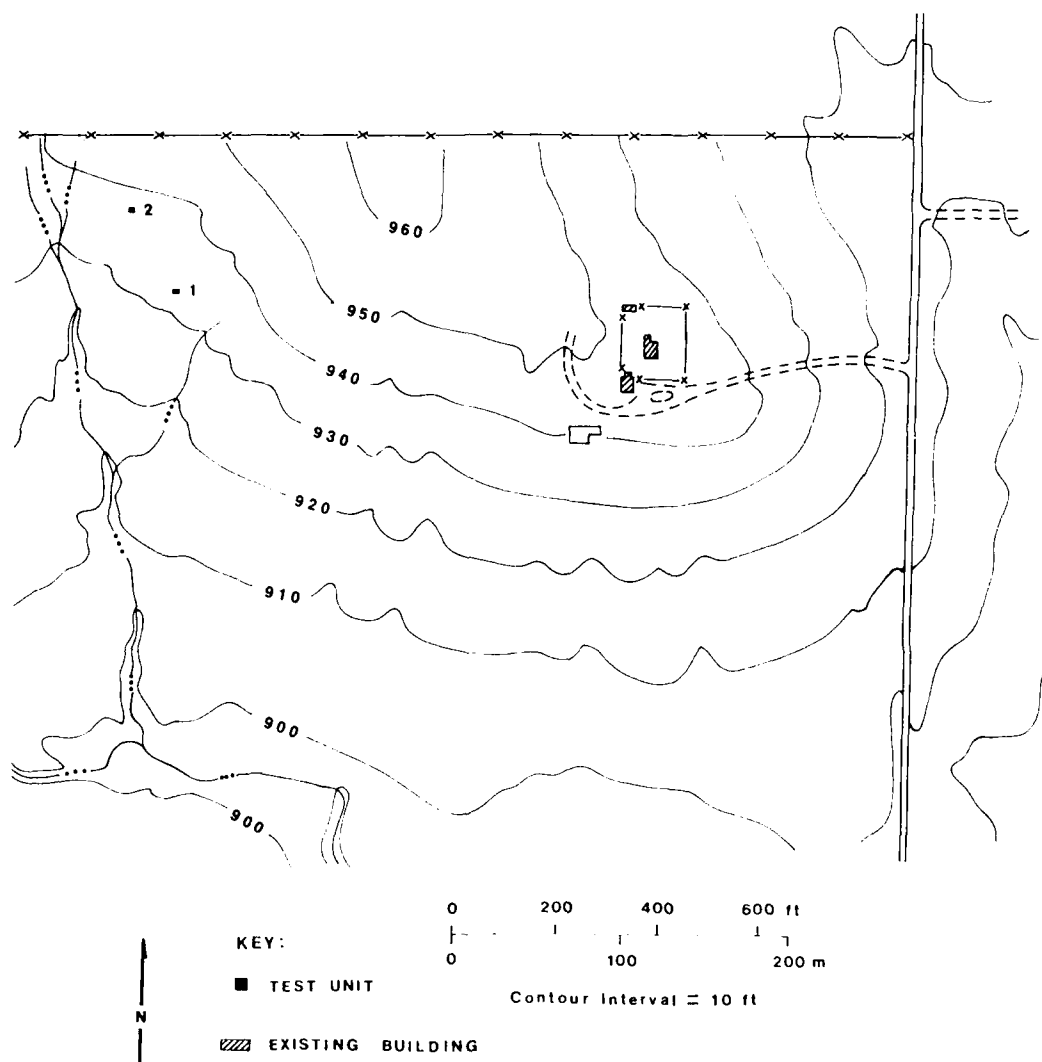 2
960
1
950
940
930
920
910
900
900
0 200 400 600 ft
0 100 200 m
Contour Interval = 10 ft
KEY:
TEST UNIT
N
EXISTING BUILDING